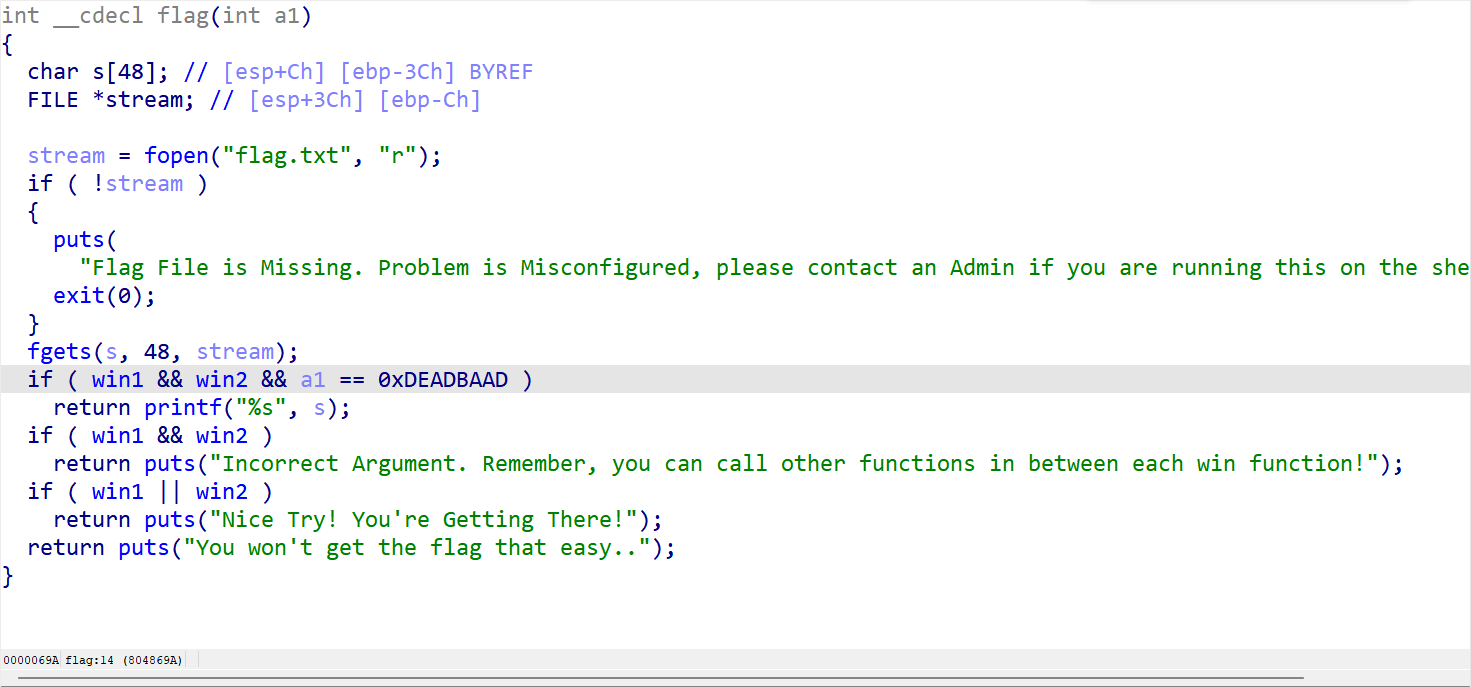 int __cdecl flag(int a1)
{
  char s[48]; // [esp+Ch] [ebp-3Ch] BYREF
  FILE *stream; // [esp+3Ch] [ebp-Ch]

  stream = fopen("flag.txt", "r");
  if ( !stream )
  {
    puts(
      "Flag File is Missing. Problem is Misconfigured, please contact an Admin if you are running this on the she
    exit(0);
  }
  fgets(s, 48, stream);
  if ( win1 && win2 && a1 == 0xDEADBAAD )
    return printf("%s", s);
  if ( win1 && win2 )
    return puts("Incorrect Argument. Remember, you can call other functions in between each win function!");
  if ( win1 || win2 )
    return puts("Nice Try! You're Getting There!");
  return puts("You won't get the flag that easy..");
}
0000069A flag:14 (804869A)